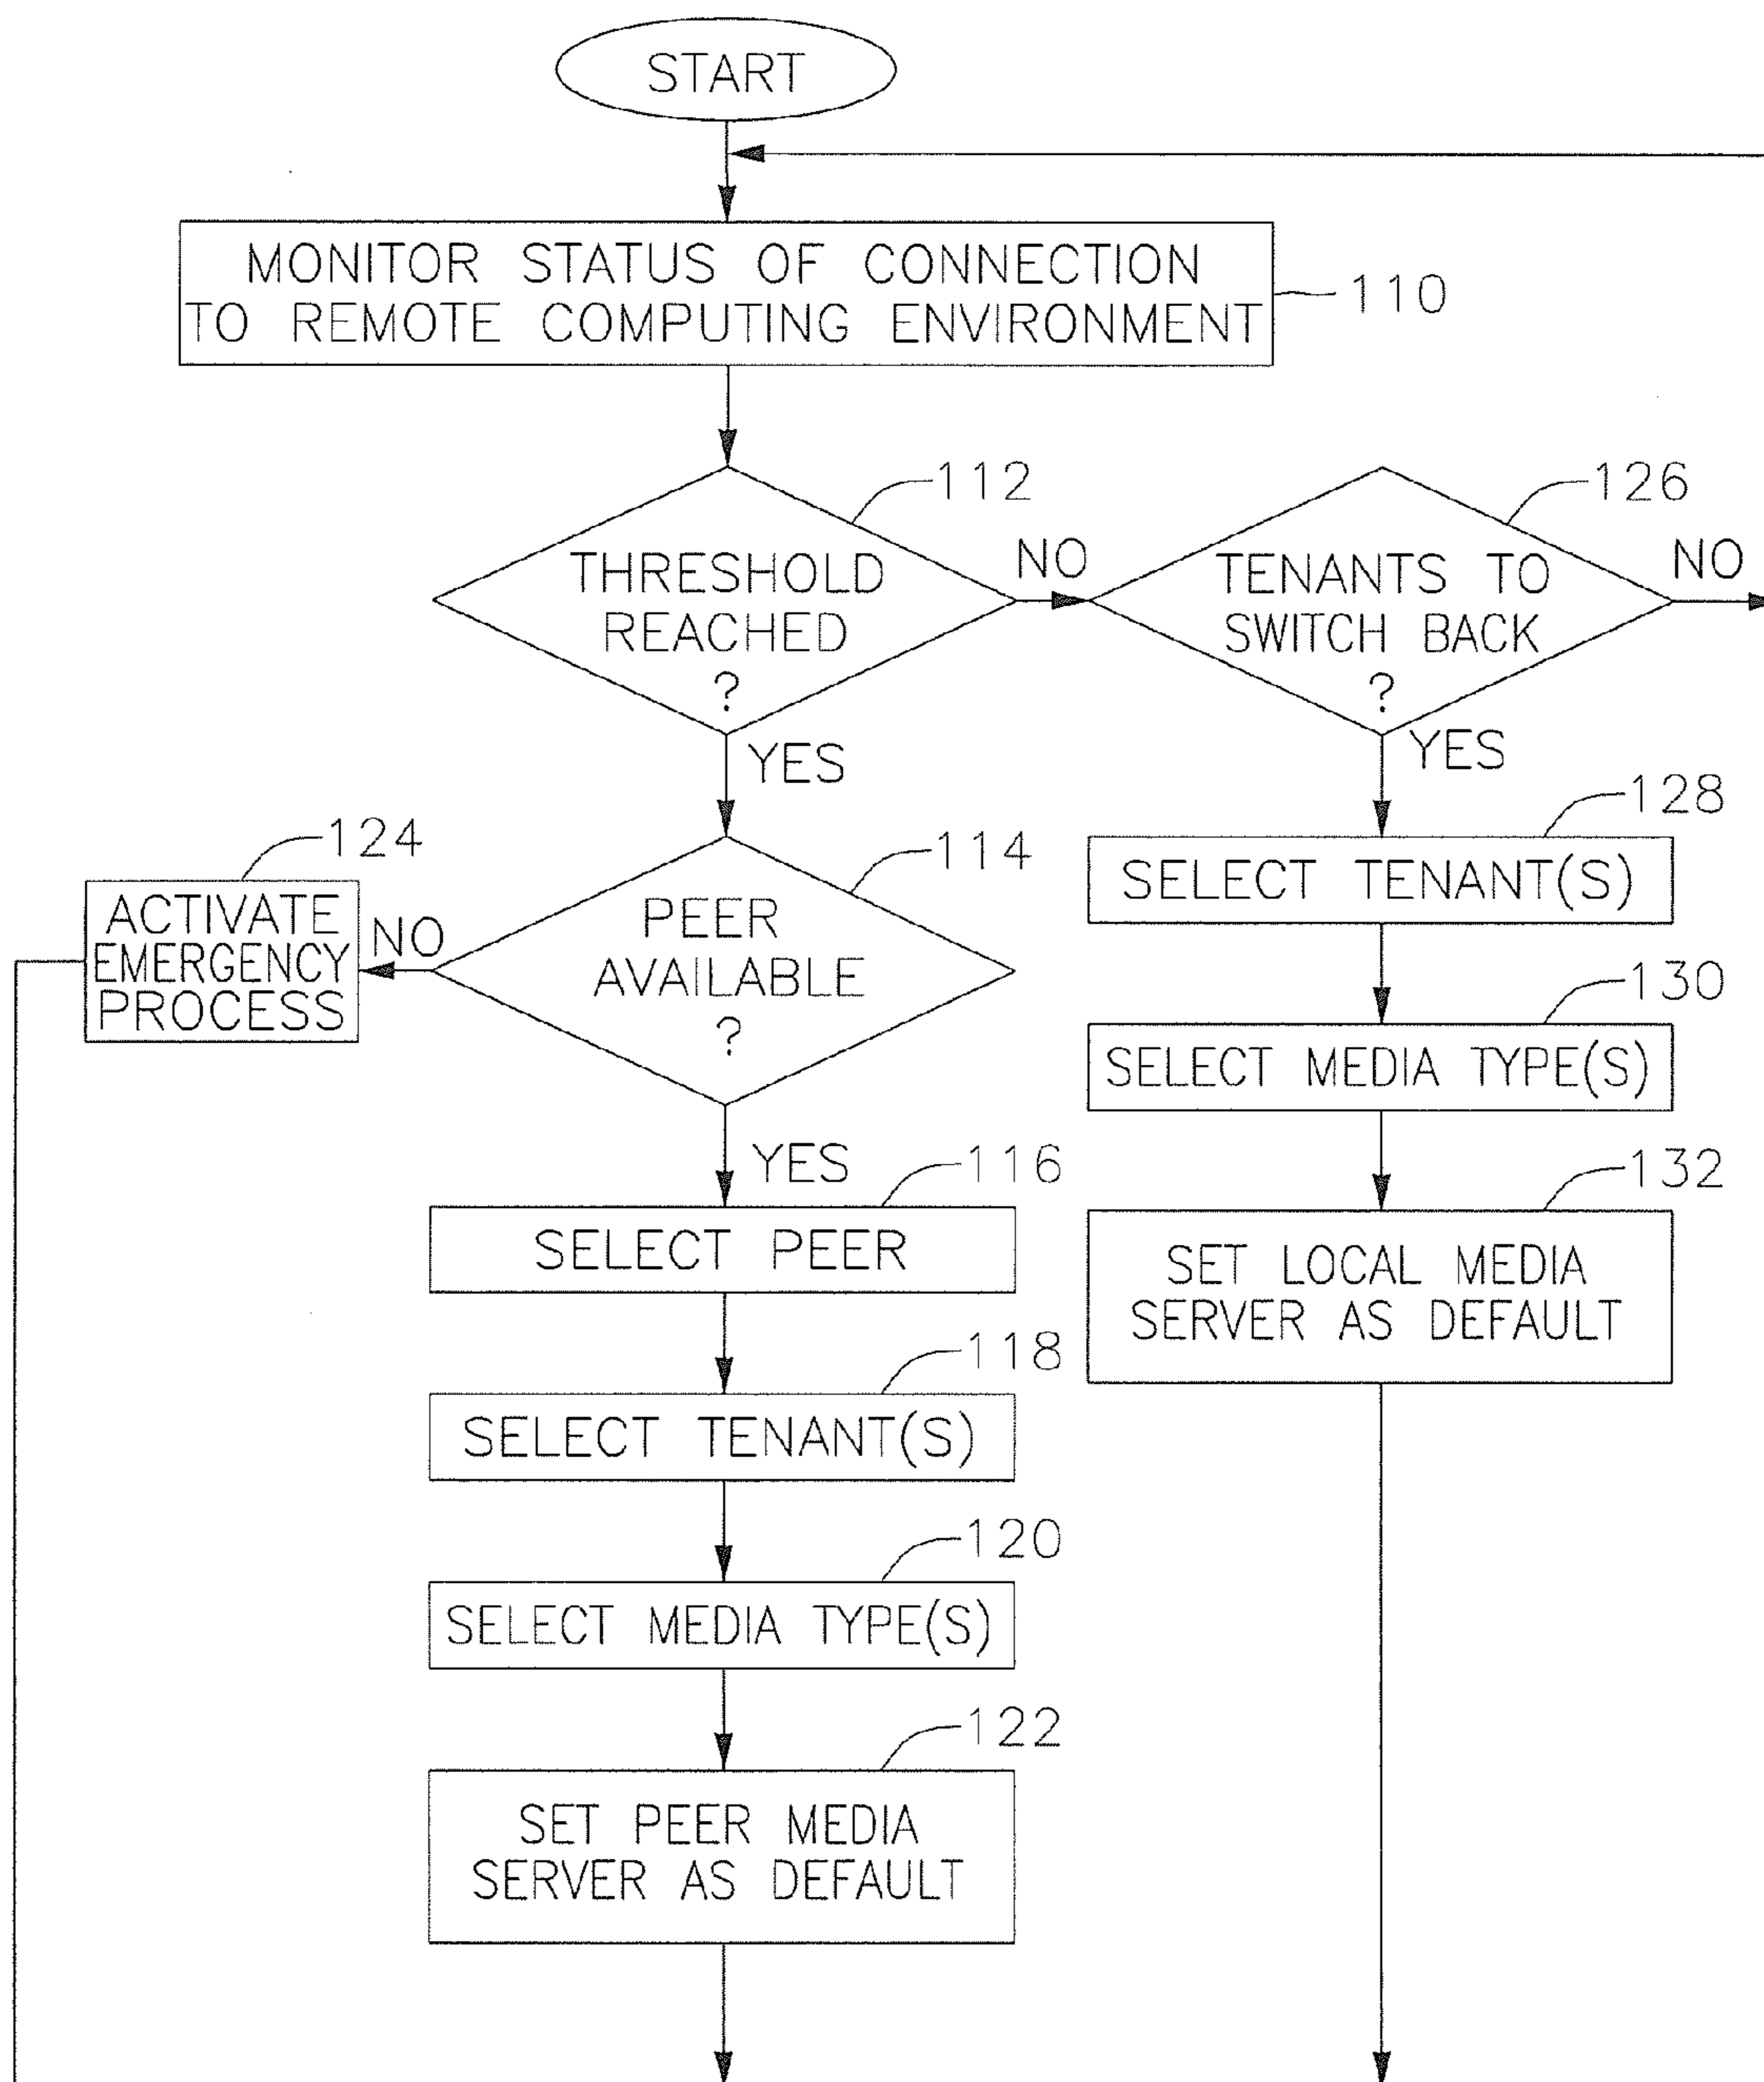 START
MONITOR STATUS OF CONNECTION
TO REMOTE COMPUTING ENVIRONMENT
110
112
THRESHOLD
REACHED
?
NO
126
TENANTS TO
SWITCH BACK
?
NO
YES
YES
124
ACTIVATE
EMERGENCY
PROCESS
NO
114
PEER
AVAILABLE
?
128
SELECT TENANT(S)
130
SELECT MEDIA TYPE(S)
YES
116
SELECT PEER
132
SET LOCAL MEDIA
SERVER AS DEFAULT
118
SELECT TENANT(S)
120
SELECT MEDIA TYPE(S)
122
SET PEER MEDIA
SERVER AS DEFAULT